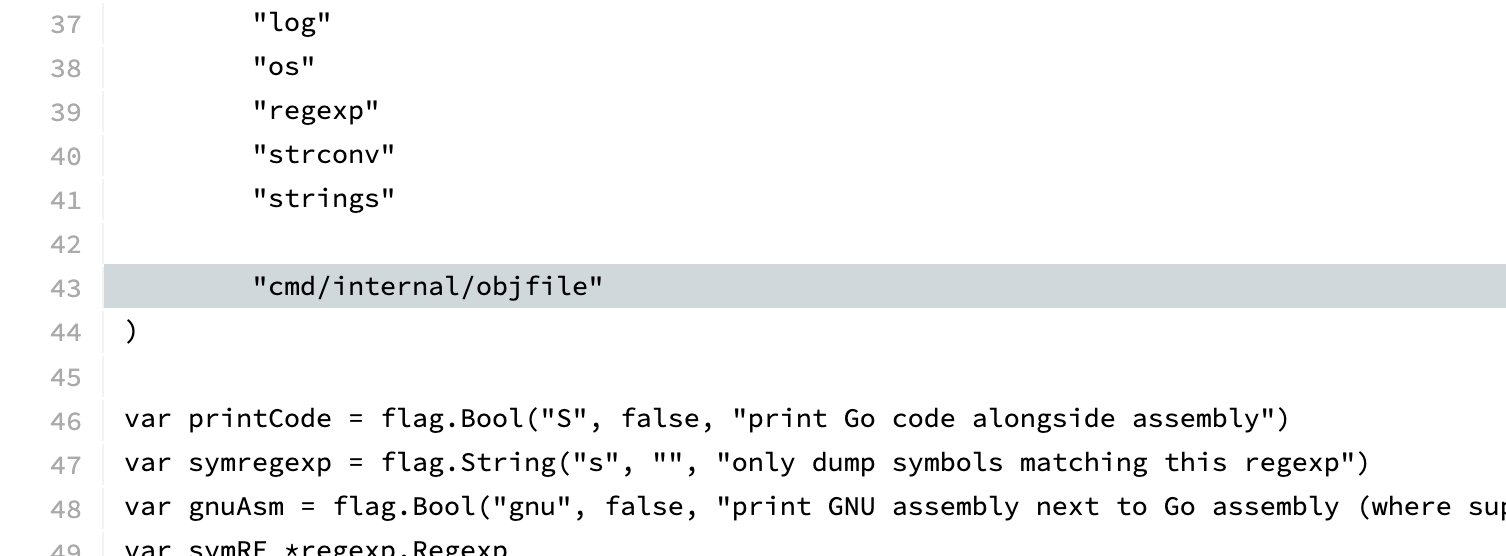 37 "log"
38 "os"
39 "regexp"
40 "strconv"
41 "strings"
42
43 "cmd/internal/objfile"
44 )
45
46 var printCode = flag.Bool("S", false, "print Go code alongside assembly")
47 var symregexp = flag.String("s", "", "only dump symbols matching this regexp")
48 var gnuAsm = flag.Bool("gnu", false, "print GNU assembly next to Go assembly (where sup
49 var symRE *regexp.Regexp